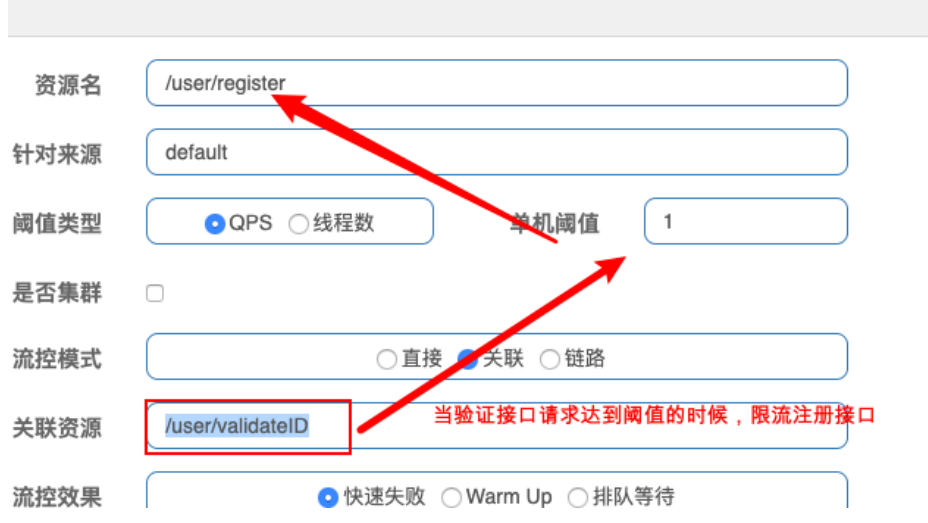 资源名 /user/register
针对来源 default
阈值类型 QPS 线程数 单机阈值 1
是否集群
流控模式 直接 关联 链路
关联资源 /user/validateID 当验证接口请求达到阈值的时候，限流注册接口
流控效果 快速失败 Warm Up 排队等待